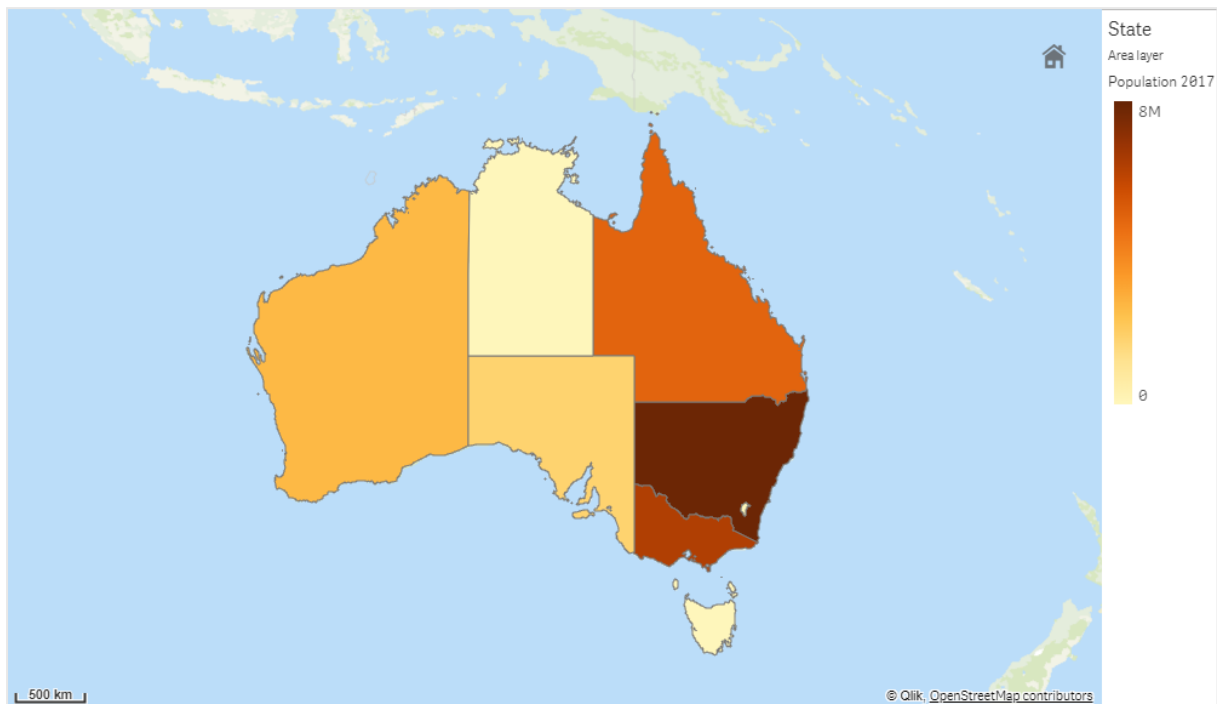 State
Area layer
Population 2017
8M
0
500 km
© Qlik, OpenStreetMap contributors